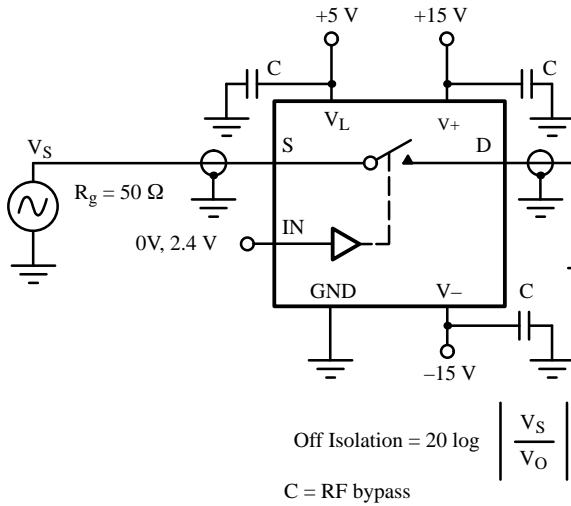 +5 V
+15 V
C
C
V_L
V+
V_S
S
D
R_g = 50 Ω
0V, 2.4 V
IN
GND
V–
C
–15 V
Off Isolation = 20 log | V_S / V_O |
C = RF bypass